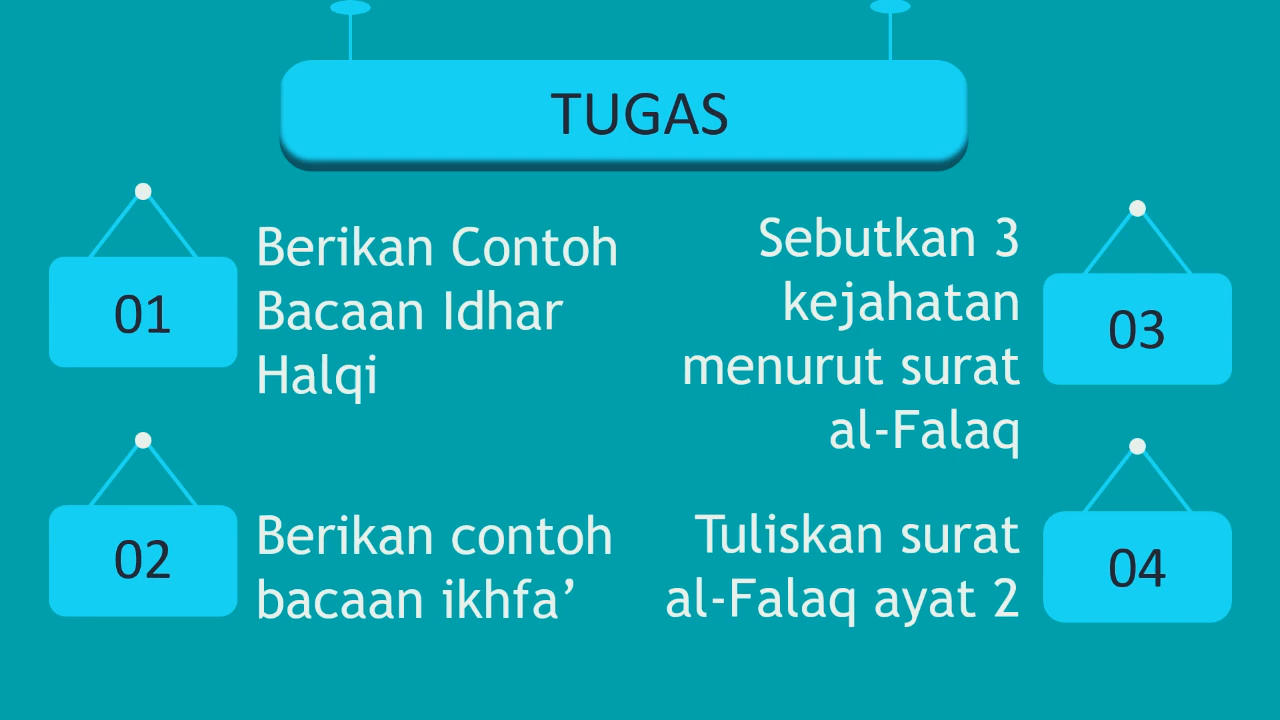 TUGAS
01
Berikan Contoh
Bacaan Idhar
Halqi
02
Berikan contoh
bacaan ikhfa’
Sebutkan 3
kejahatan
menurut surat
al-Falaq
03
Tuliskan surat
al-Falaq ayat 2
04